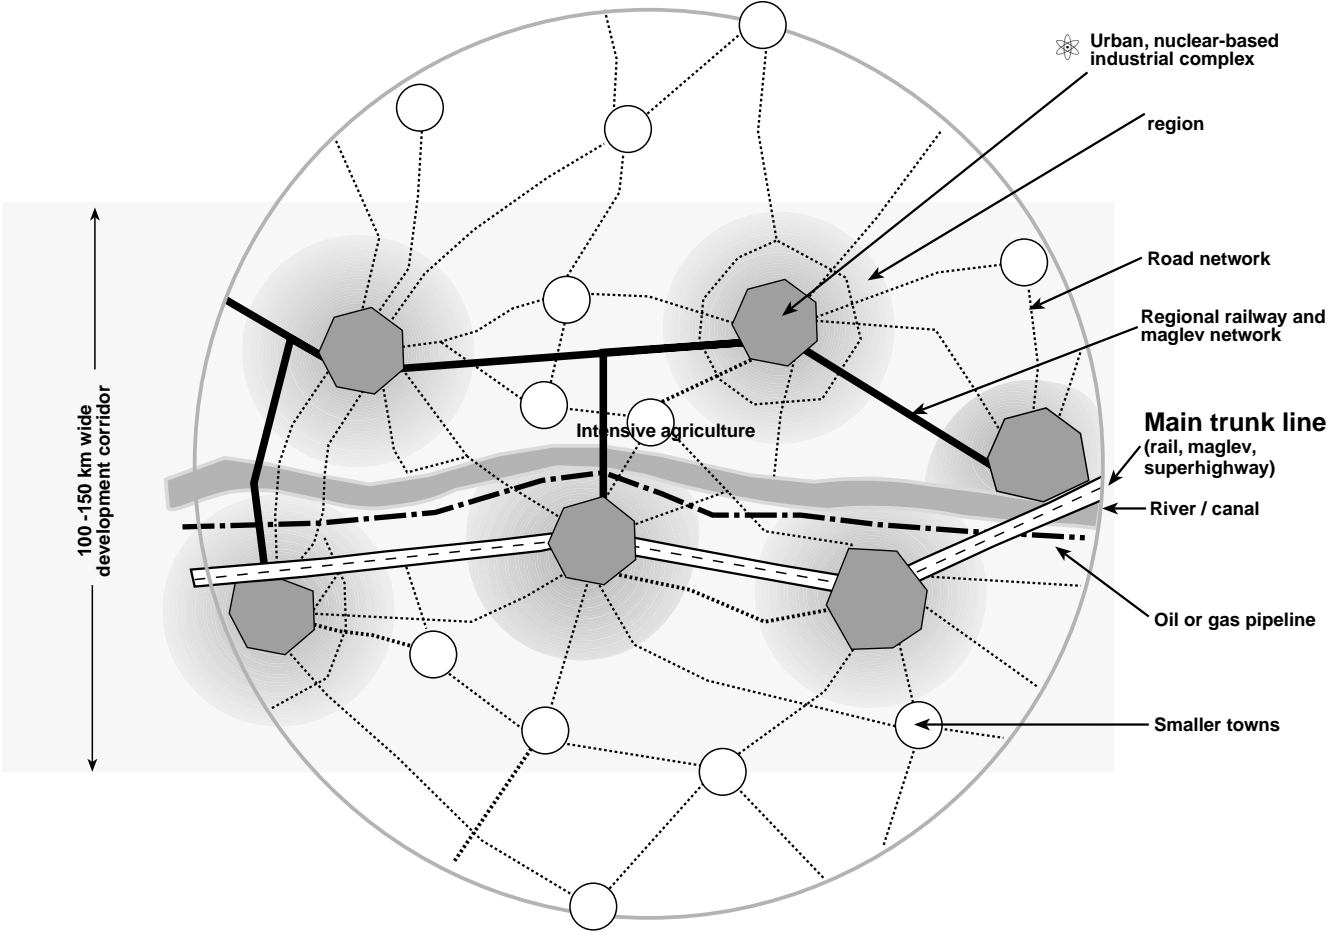 Urban, nuclear-based
industrial complex
region
Road network
Regional railway and
maglev network
Main trunk line
(rail, maglev,
superhighway)
River / canal
Oil or gas pipeline
Smaller towns
Intensive agriculture
100 -150 km wide
development corridor